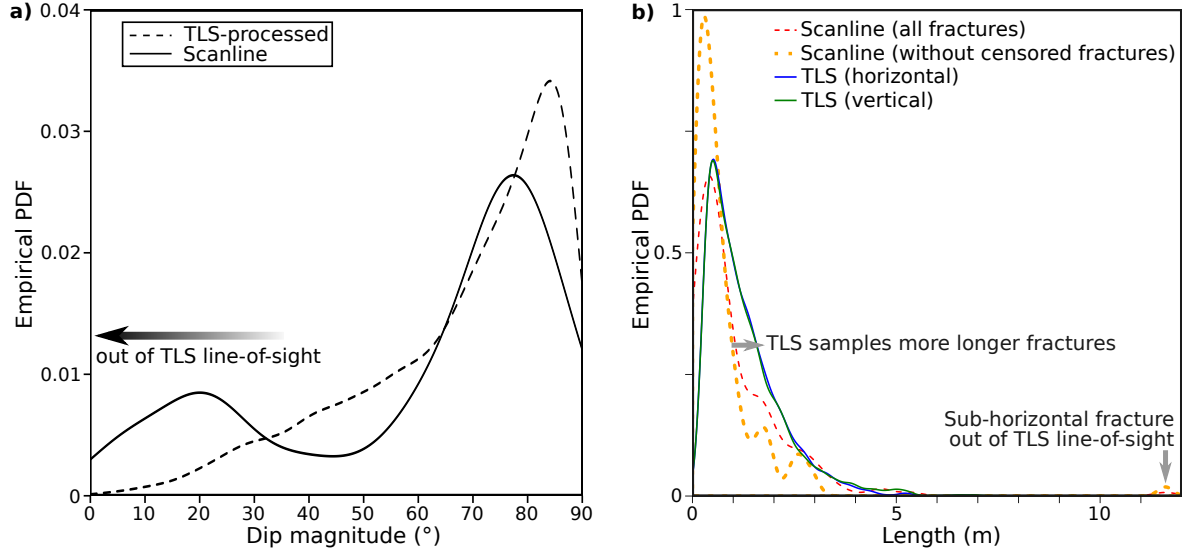 a)
0.04
0.03
0.02
0.01
0
Empirical PDF
TLS-processed
Scanline
out of TLS line-of-sight
0 10 20 30 40 50 60 70 80 90
Dip magnitude (°)
b)
1
0.5
0
Empirical PDF
Scanline (all fractures)
Scanline (without censored fractures)
TLS (horizontal)
TLS (vertical)
TLS samples more longer fractures
Sub-horizontal fracture
out of TLS line-of-sight
0 5 10
Length (m)